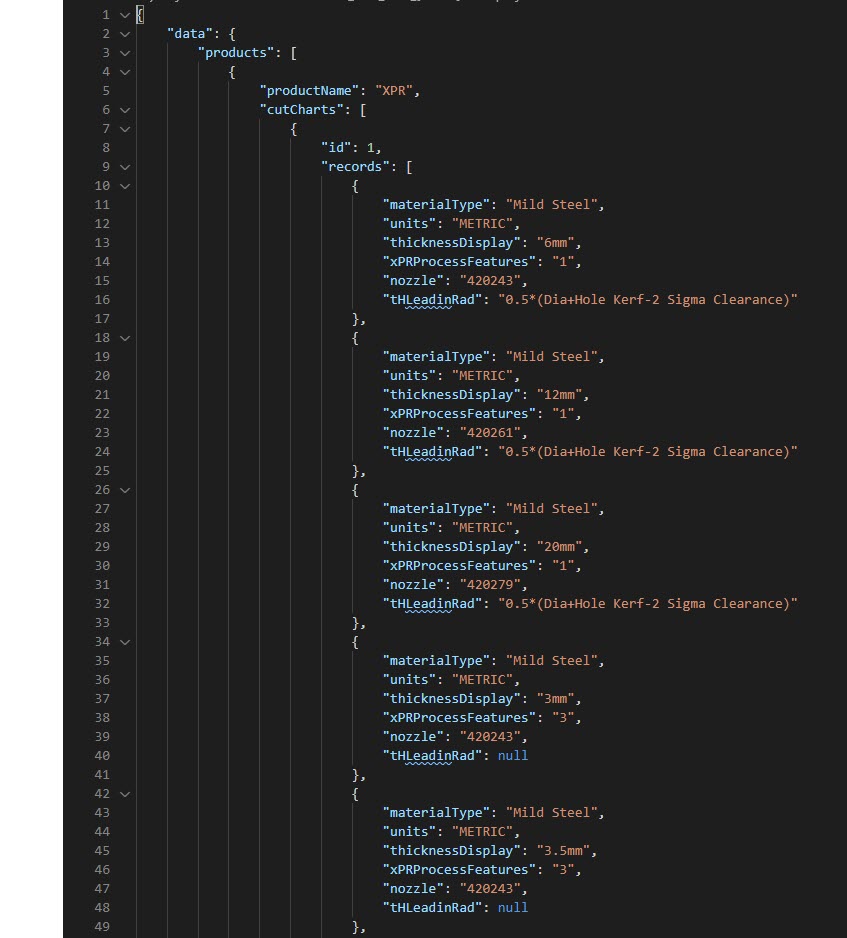 1 {
2 "data": {
3 "products": [
4 {
5 "productName": "XPR",
6 "cutCharts": [
7 {
8 "id": 1,
9 "records": [
10 {
11 "materialType": "Mild Steel",
12 "units": "METRIC",
13 "thicknessDisplay": "6mm",
14 "xPRProcessFeatures": "1",
15 "nozzle": "420243",
16 "tHLeadinRad": "0.5*(Dia+Hole Kerf-2 Sigma Clearance)"
17 },
18 {
19 "materialType": "Mild Steel",
20 "units": "METRIC",
21 "thicknessDisplay": "12mm",
22 "xPRProcessFeatures": "1",
23 "nozzle": "420261",
24 "tHLeadinRad": "0.5*(Dia+Hole Kerf-2 Sigma Clearance)"
25 },
26 {
27 "materialType": "Mild Steel",
28 "units": "METRIC",
29 "thicknessDisplay": "20mm",
30 "xPRProcessFeatures": "1",
31 "nozzle": "420279",
32 "tHLeadinRad": "0.5*(Dia+Hole Kerf-2 Sigma Clearance)"
33 },
34 {
35 "materialType": "Mild Steel",
36 "units": "METRIC",
37 "thicknessDisplay": "3mm",
38 "xPRProcessFeatures": "3",
39 "nozzle": "420243",
40 "tHLeadinRad": null
41 },
42 {
43 "materialType": "Mild Steel",
44 "units": "METRIC",
45 "thicknessDisplay": "3.5mm",
46 "xPRProcessFeatures": "3",
47 "nozzle": "420243",
48 "tHLeadinRad": null
49 },